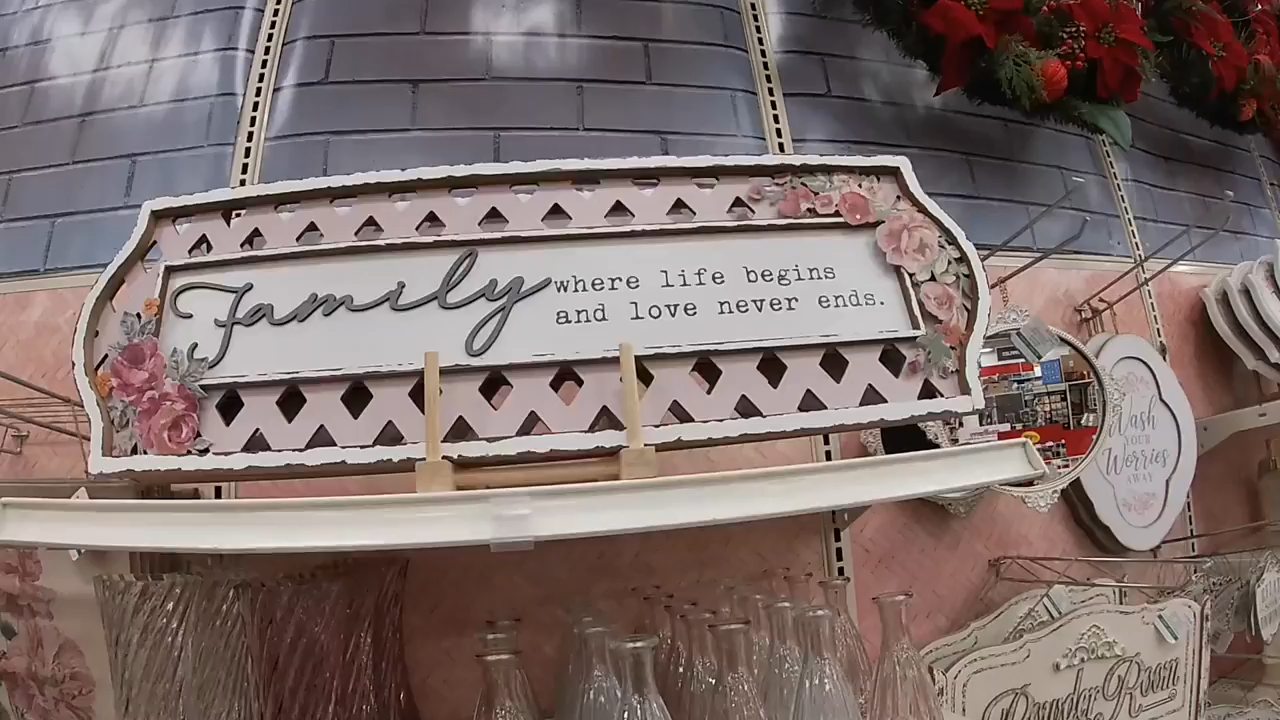 Family where life begins
and love never ends.
Wash
YOUR
Worries
AWAY
Powder Room